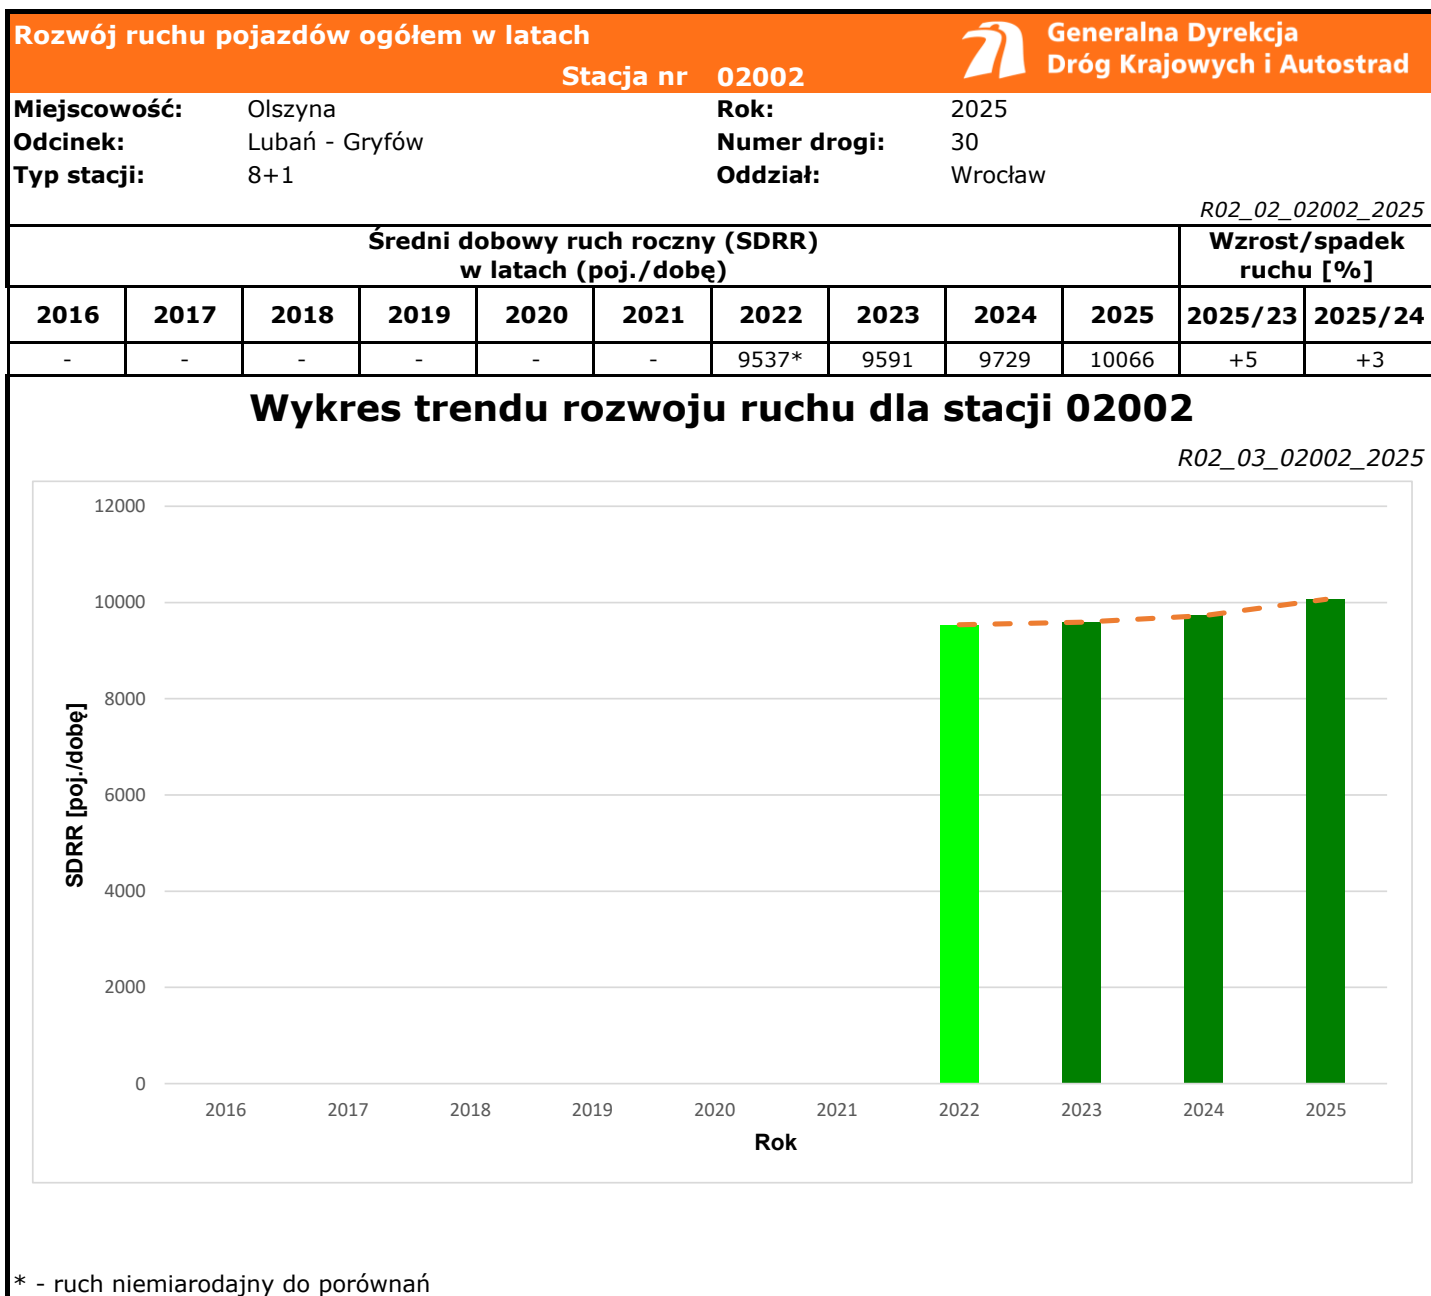 Rozwój ruchu pojazdów ogółem w latach
Generalna Dyrekcja
Dróg Krajowych i Autostrad
Stacja nr 02002
Miejscowość: Olszyna Rok: 2025
Odcinek: Lubań - Gryfów Numer drogi: 30
Typ stacji: 8+1 Oddział: Wrocław
R02_02_02002_2025
Średni dobowy ruch roczny (SDRR)
w latach (poj./dobę)
Wzrost/spadek
ruchu [%]
2016 2017 2018 2019 2020 2021 2022 2023 2024 2025 2025/23 2025/24
- - - - - - 9537* 9591 9729 10066 +5 +3
Wykres trendu rozwoju ruchu dla stacji 02002
R02_03_02002_2025
12000
10000
8000
6000
4000
2000
0
SDRR [poj./dobę]
2016 2017 2018 2019 2020 2021 2022 2023 2024 2025
Rok
* - ruch niemiarodajny do porównań